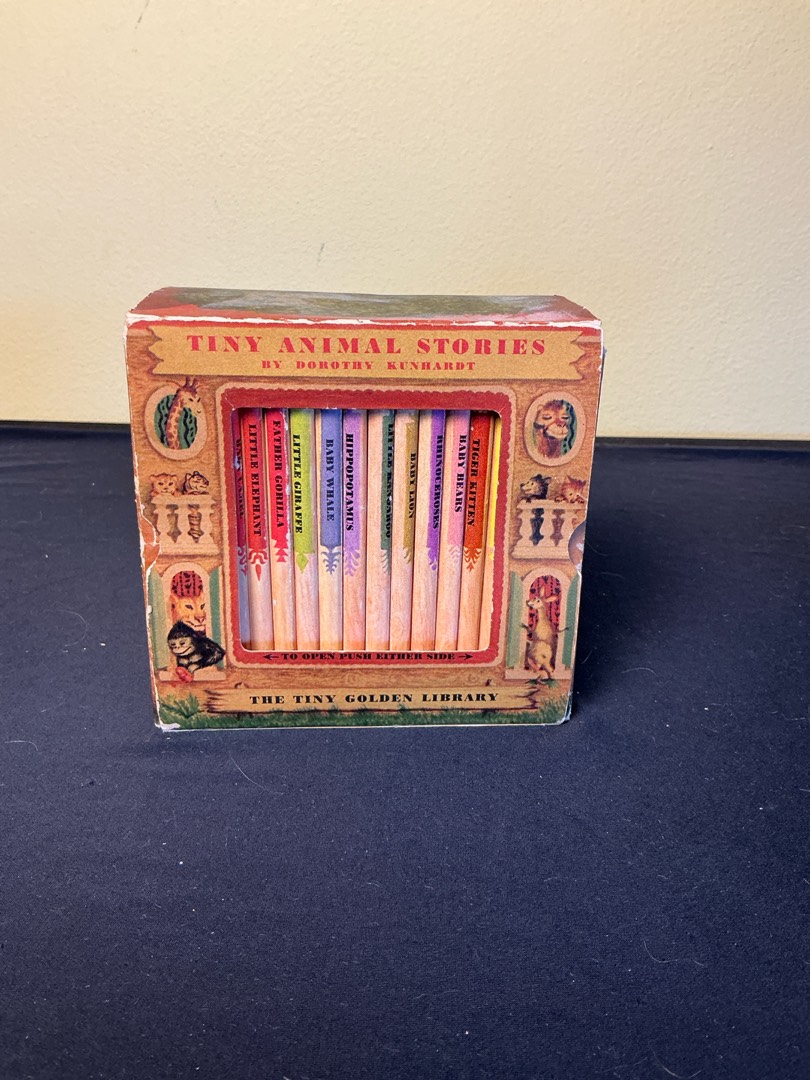 TINY ANIMAL STORIES
BY DOROTHY KUNHARDT
LITTLE ELEPHANT
FATHER GORILLA
LITTLE GIRAFFE
BABY WHALE
HIPPOPOTAMUS
LITTLE KANGAROO
BABY LION
RHINOCEROSES
BABY BEARS
TIGER KITTEN
← TO OPEN PUSH EITHER SIDE →
THE TINY GOLDEN LIBRARY